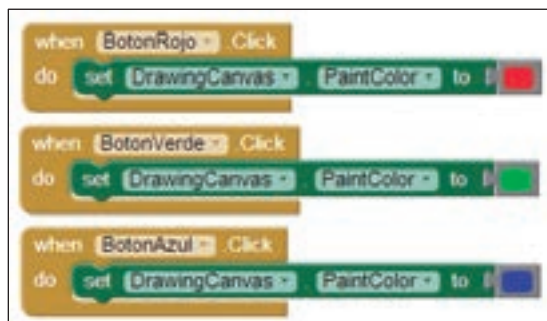 when BotonRojo .Click
do set DrawingCanvas . PaintColor to
when BotonVerde .Click
do set DrawingCanvas . PaintColor to
when BotonAzul .Click
do set DrawingCanvas . PaintColor to